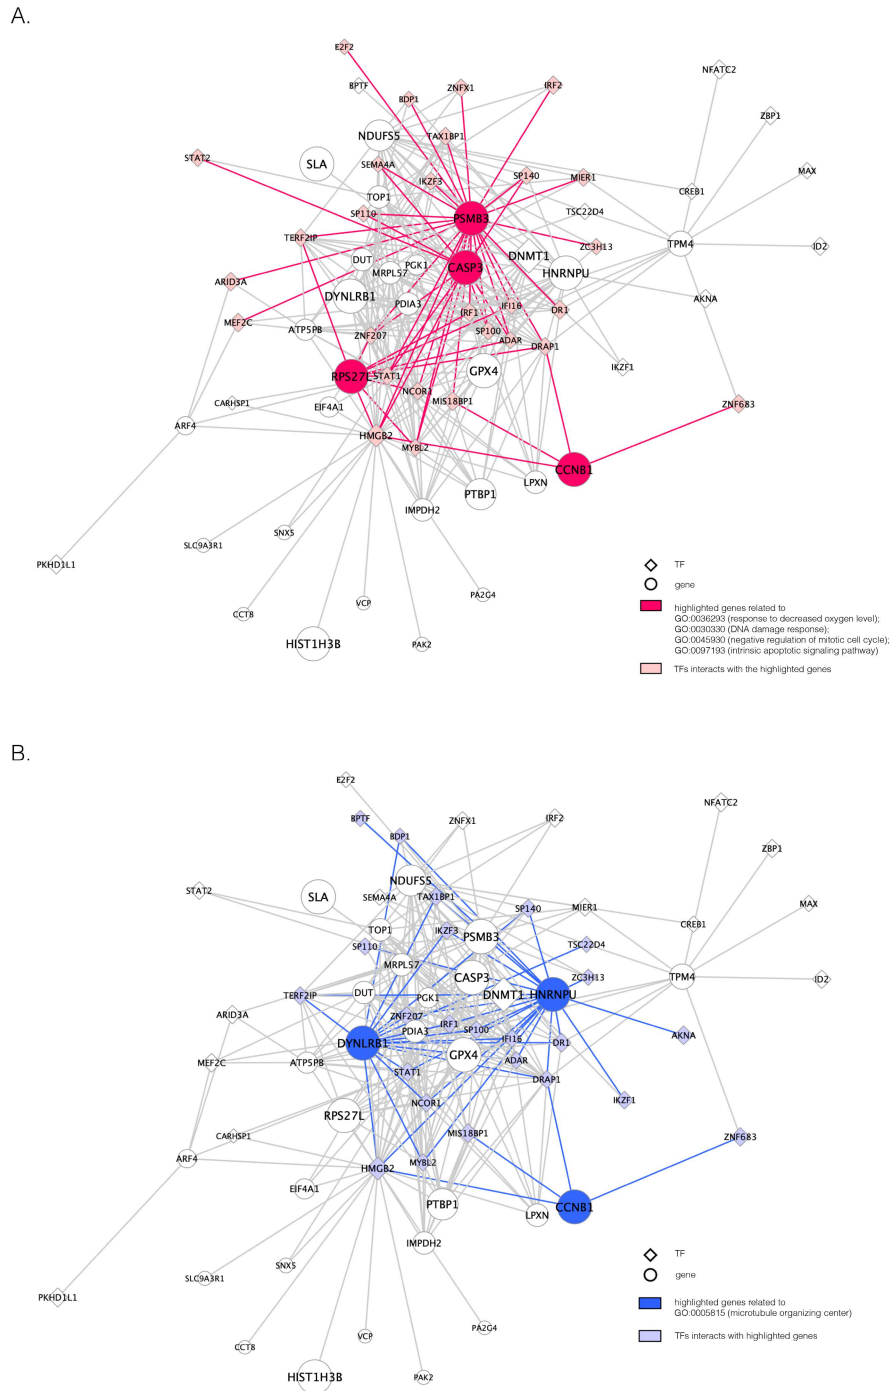 A.
E2F2
BPTF
BDP1
ZNFX1
IRF2
NFATC2
ZBP1
NDUFS5
TAX1BP1
STAT2
SLA
SEMA4A
IKZF3
SP140
MIER1
MAX
CREB1
TOP1
SP110
PSMB3
TSC22D4
TERF2IP
ZC3H13
TPM4
ID2
DUT
PGK1
DNMT1
MRPL57
CASP3
HNRNPU
ARID3A
DYNLRB1
PDIA3
AKNA
MEF2C
ATP5PB
IRF1
IFI16
DR1
ZNF207
SP100
ADAR
DRAP1
IKZF1
RPS27L
STAT1
GPX4
NCOR1
MIS18BP1
ZNF683
CARHSP1
EIF4A1
ARF4
HMGB2
MYBL2
CCNB1
LPXN
PTBP1
IMPDH2
SNX5
SLC9A3R1
PKHD1L1
PA2G4
VCP
CCT8
HIST1H3B
PAK2
TF
gene
highlighted genes related to
GO:0036293 (response to decreased oxygen level);
GO:0030330 (DNA damage response);
GO:0045930 (negative regulation of mitotic cell cycle);
GO:0097193 (intrinsic apoptotic signaling pathway)
TFs interacts with the highlighted genes
B.
E2F2
BPTF
BDP1
ZNFX1
IRF2
NFATC2
ZBP1
NDUFS5
STAT2
SLA
SEMA4A
TAX1BP1
SP140
MIER1
MAX
CREB1
TOP1
IKZF3
PSMB3
SP110
TSC22D4
MRPL57
CASP3
ZC3H13
TPM4
ID2
TERF2IP
DUT
PGK1
DNMT1
HNRNPU
ARID3A
ZNF207
IRF1
SP100
PDIA3
AKNA
DYNLRB1
IFI16
DR1
MEF2C
ATP5PB
STAT1
GPX4
ADAR
DRAP1
NCOR1
IKZF1
RPS27L
CARHSP1
MIS18BP1
ZNF683
ARF4
HMGB2
MYBL2
EIF4A1
PTBP1
LPXN
CCNB1
IMPDH2
SNX5
SLC9A3R1
PKHD1L1
PA2G4
VCP
CCT8
HIST1H3B
PAK2
TF
gene
highlighted genes related to
GO:0005815 (microtubule organizing center)
TFs interacts with highlighted genes